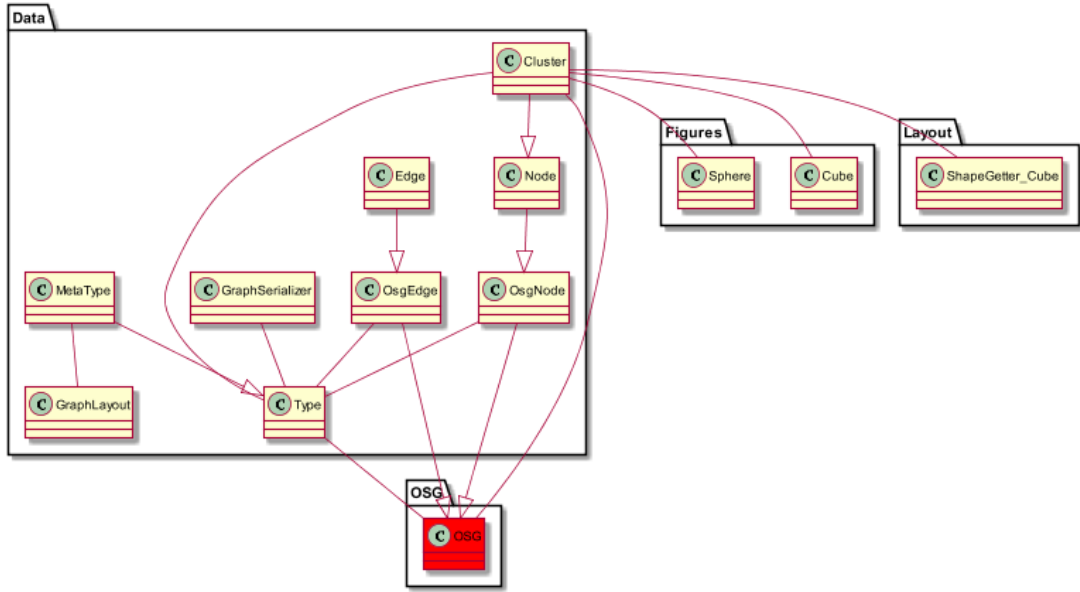 Data
C Cluster
Figures
Layout
C Edge
C Node
C Sphere
C Cube
C ShapeGetter_Cube
C MetaType
C GraphSerializer
C OsgEdge
C OsgNode
C GraphLayout
C Type
OSG
C OSG